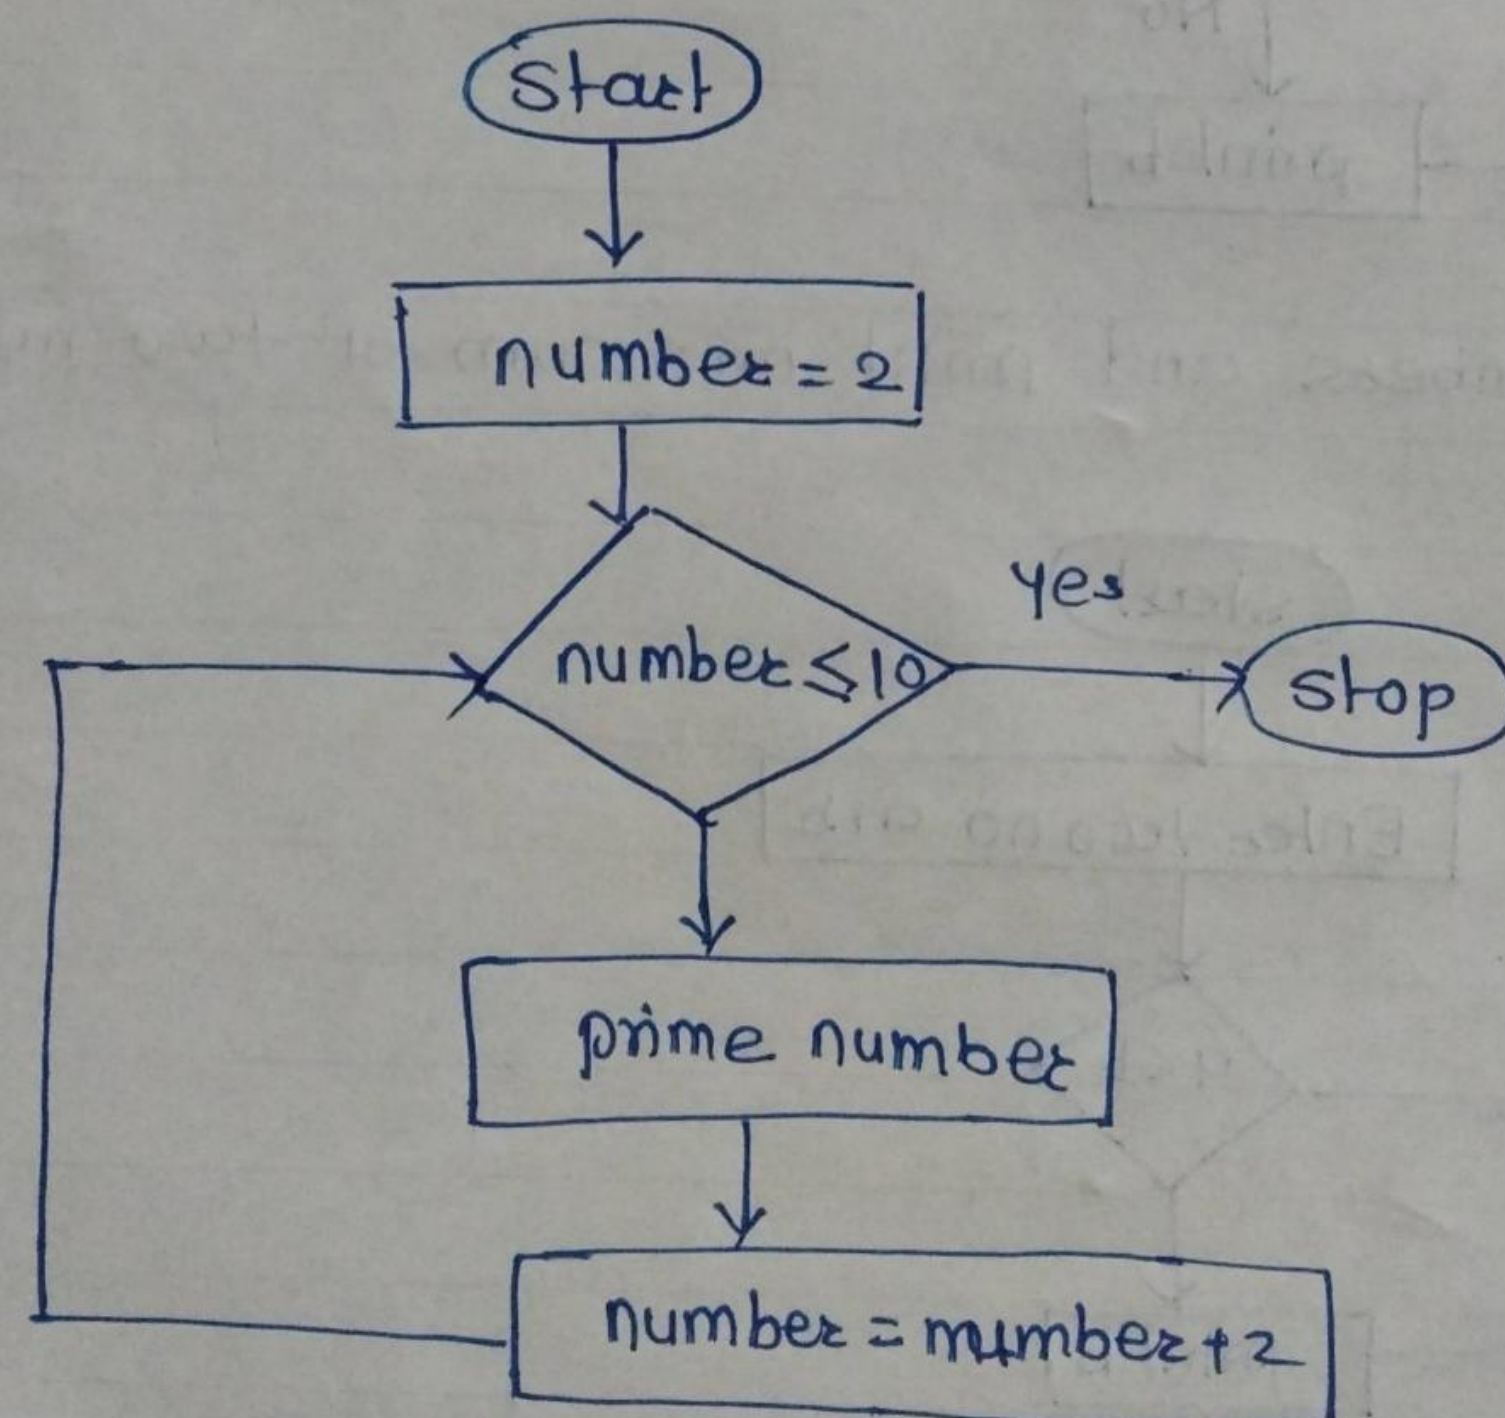 Start
number = 2
number ≤ 10
yes
stop
prime number
number = number + 2